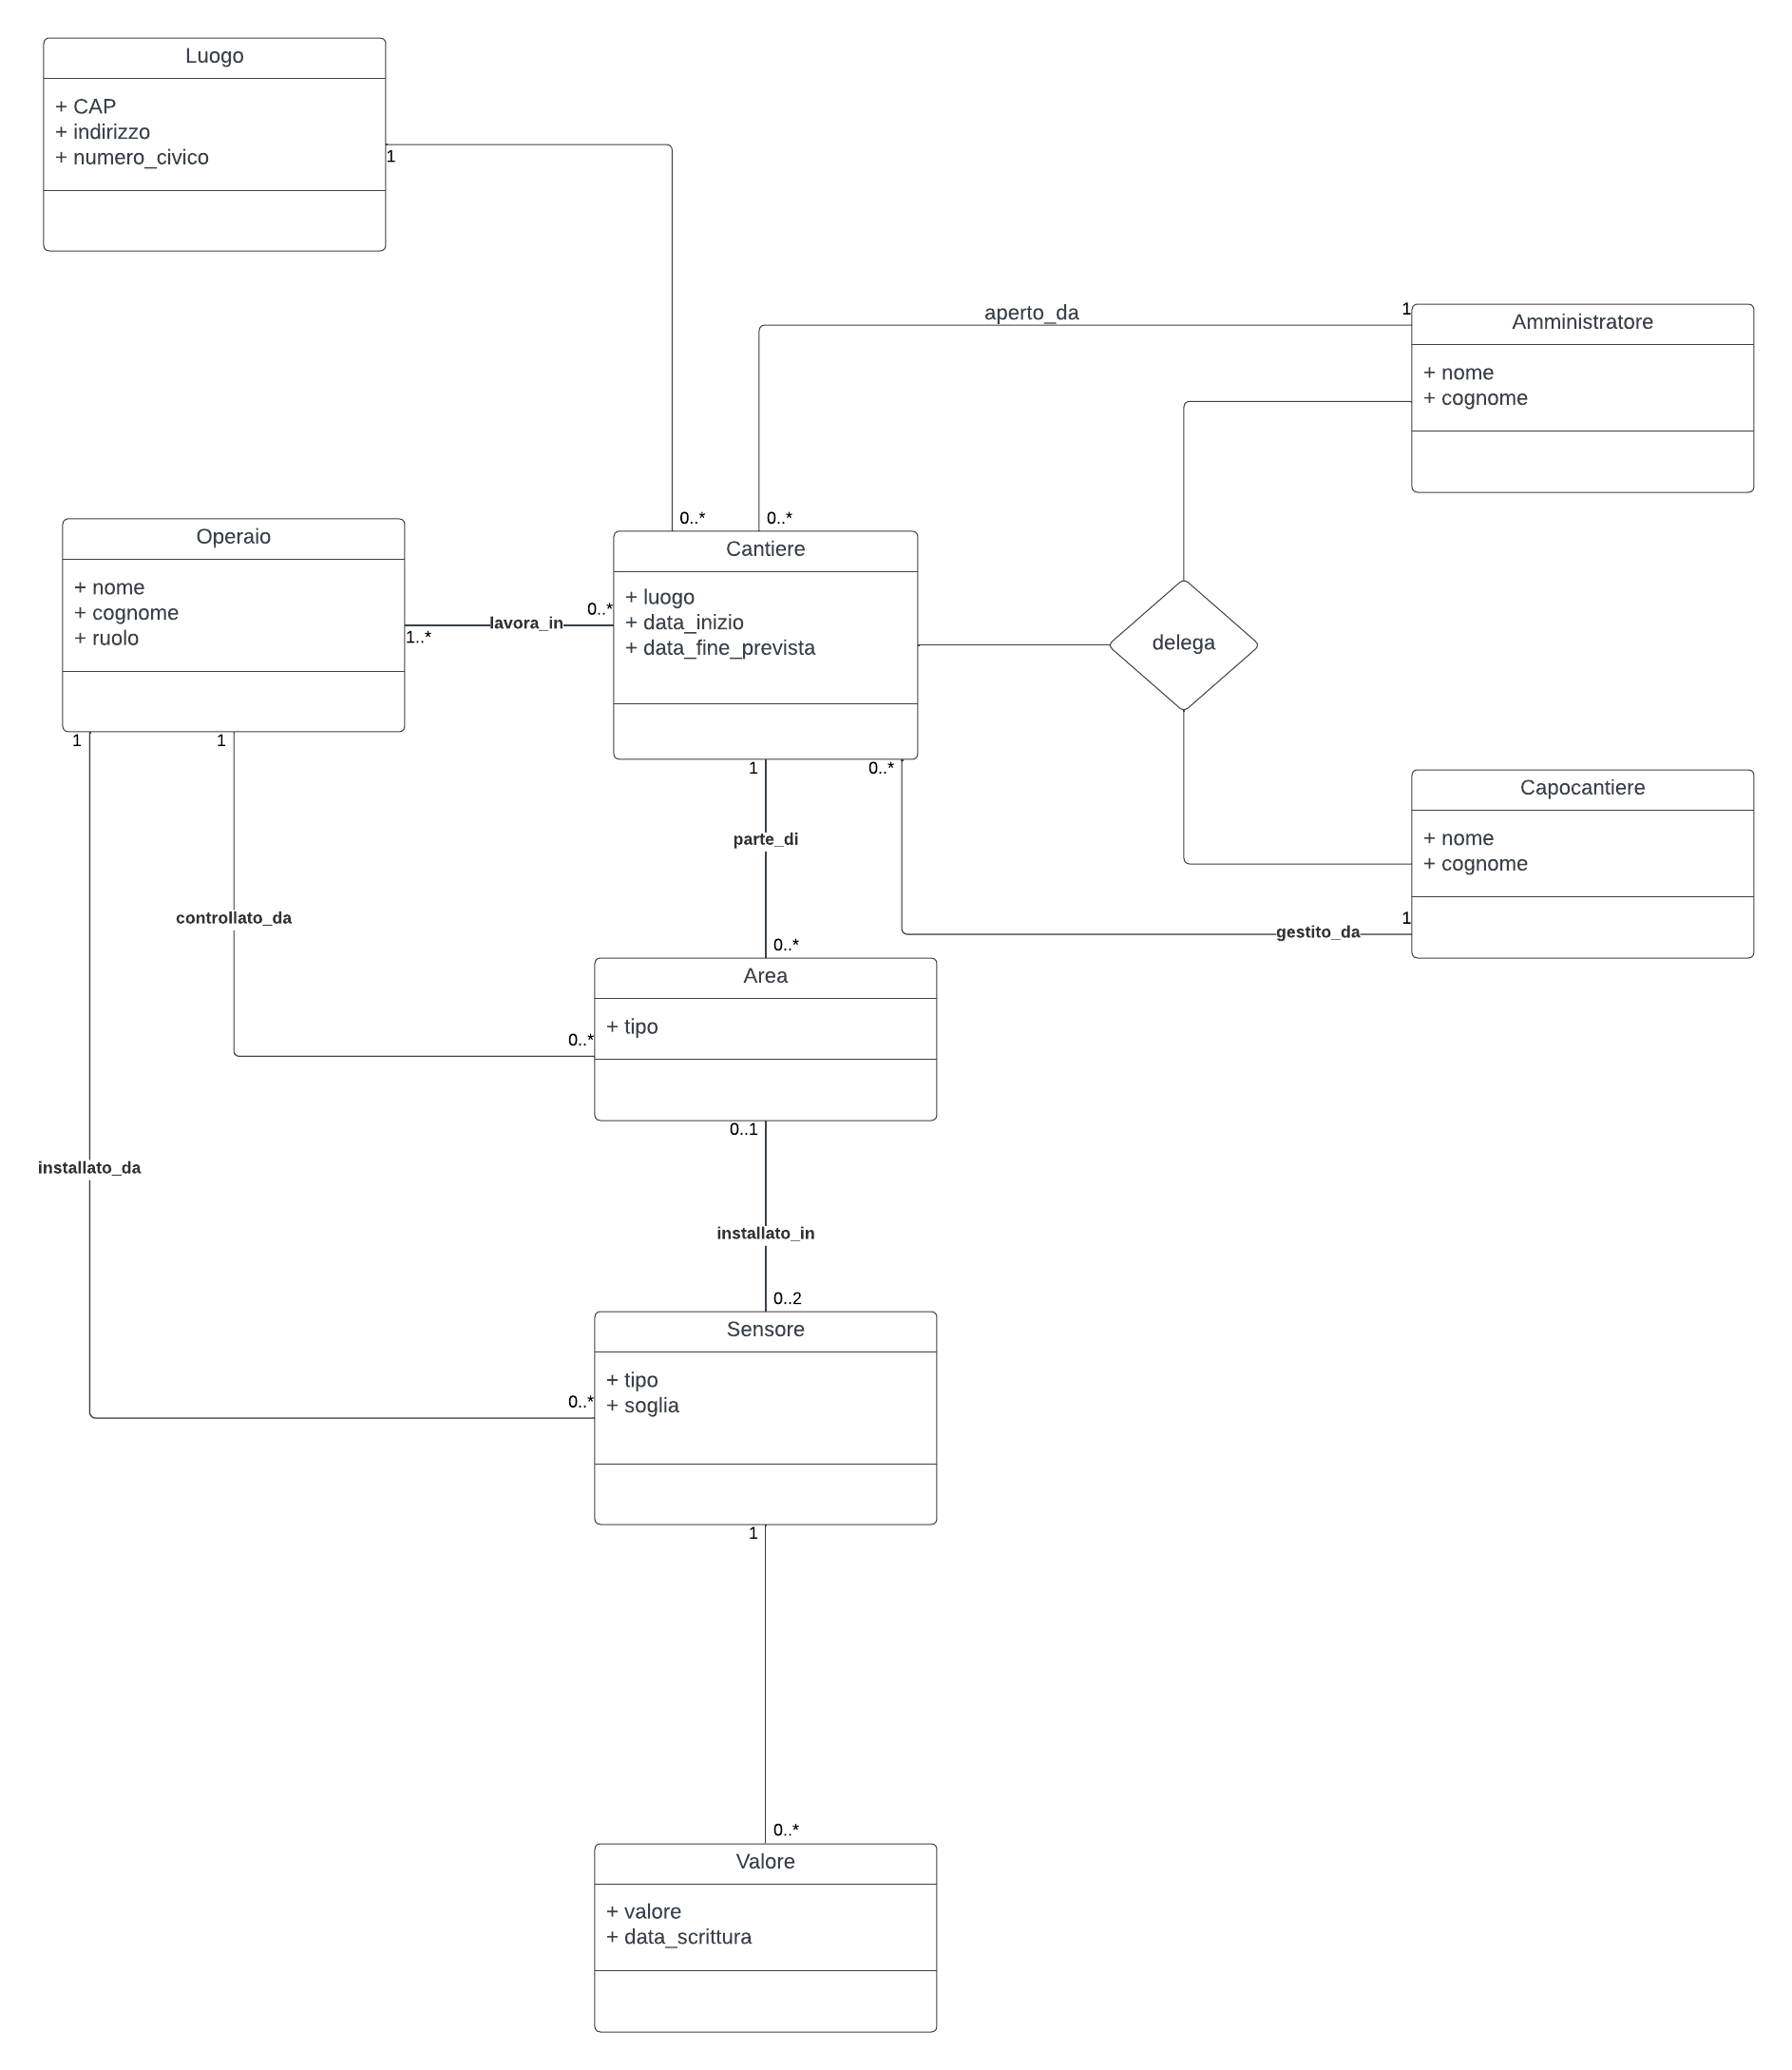 Luogo
+ CAP
+ indirizzo
+ numero_civico
1
aperto_da
1
Amministratore
+ nome
+ cognome
0..*
0..*
Operaio
+ nome
+ cognome
+ ruolo
1..*
lavora_in
0..*
Cantiere
+ luogo
+ data_inizio
+ data_fine_prevista
delega
1
1
1
0..*
Capocantiere
+ nome
+ cognome
parte_di
controllato_da
1
gestito_da
0..*
Area
+ tipo
0..*
0..1
installato_da
installato_in
0..2
Sensore
+ tipo
+ soglia
0..*
1
0..*
Valore
+ valore
+ data_scrittura